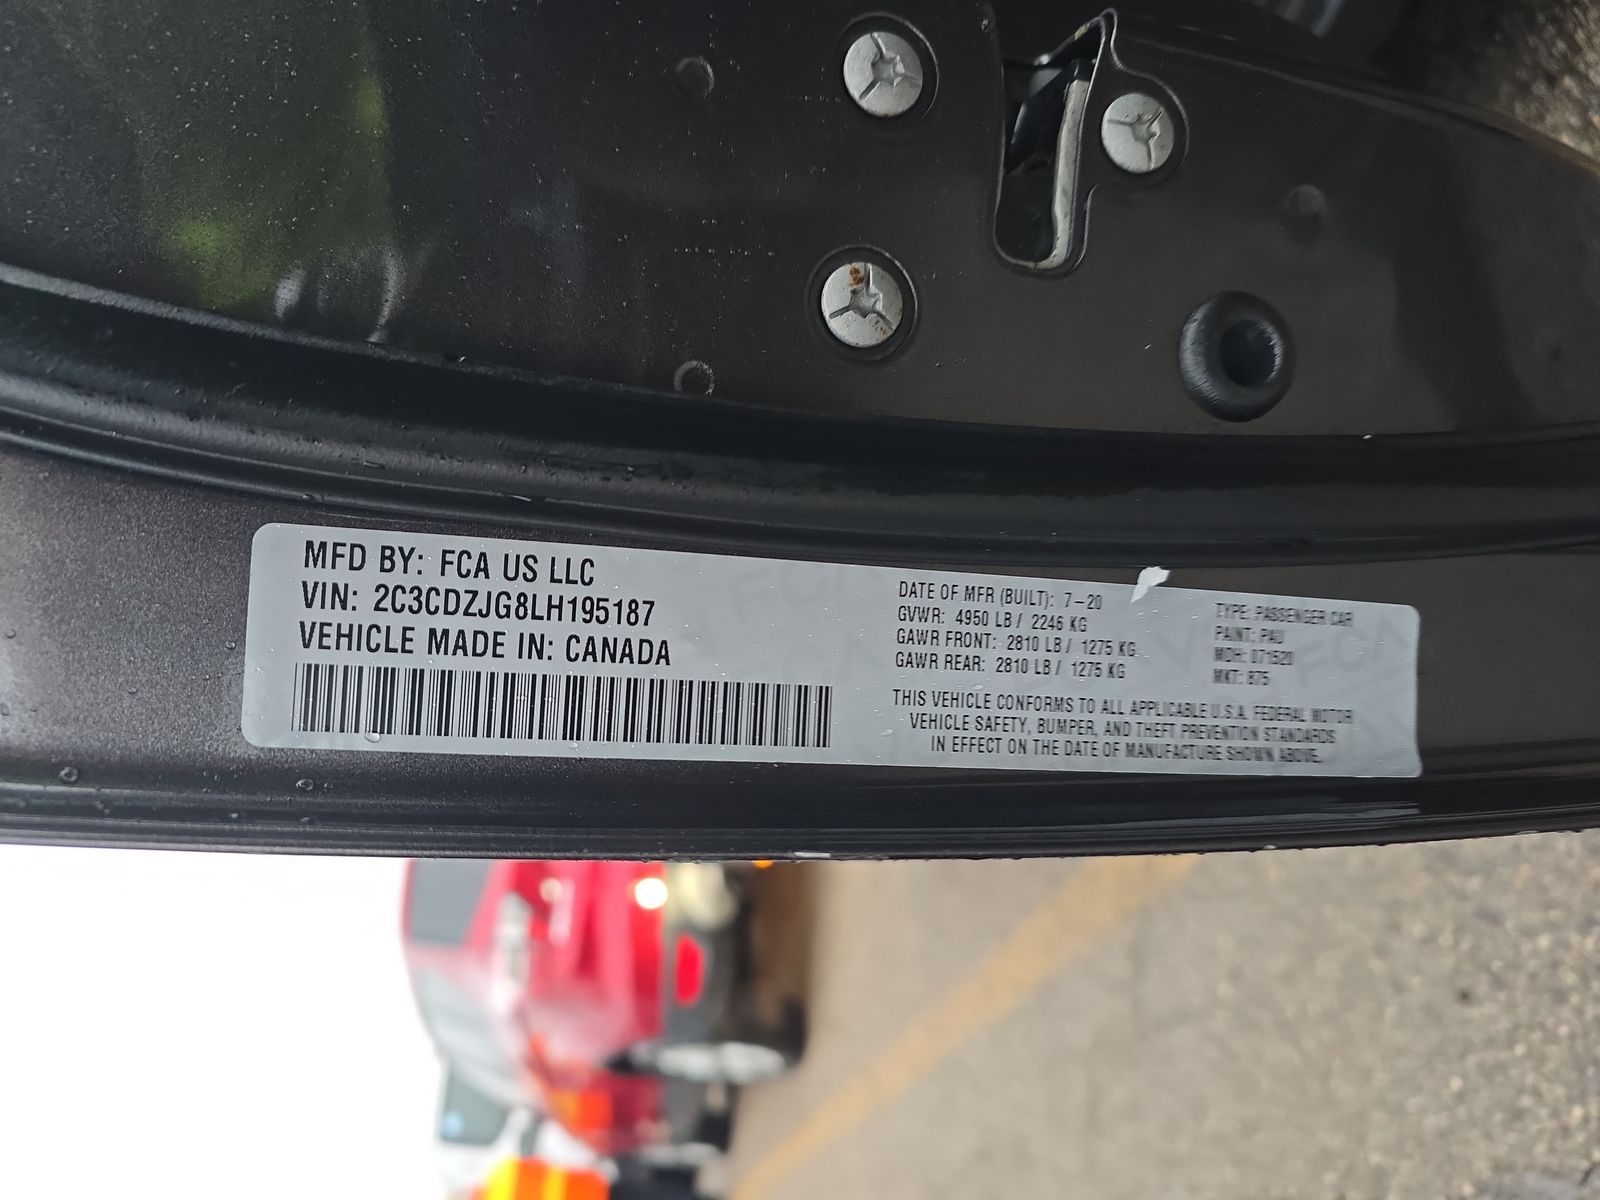 MFD BY: FCA US LLC
VIN: 2C3CDZJG8LH195187
VEHICLE MADE IN: CANADA
DATE OF MFR (BUILT): 7-20
GVWR: 4950 LB / 2246 KG
GAWR FRONT: 2810 LB / 1275 KG
GAWR REAR: 2810 LB / 1275 KG
TYPE: PASSENGER CAR
PAINT: PAU
MDH: 071520
MKT: 875
THIS VEHICLE CONFORMS TO ALL APPLICABLE U.S.A. FEDERAL MOTOR
VEHICLE SAFETY, BUMPER, AND THEFT PREVENTION STANDARDS
IN EFFECT ON THE DATE OF MANUFACTURE SHOWN ABOVE.